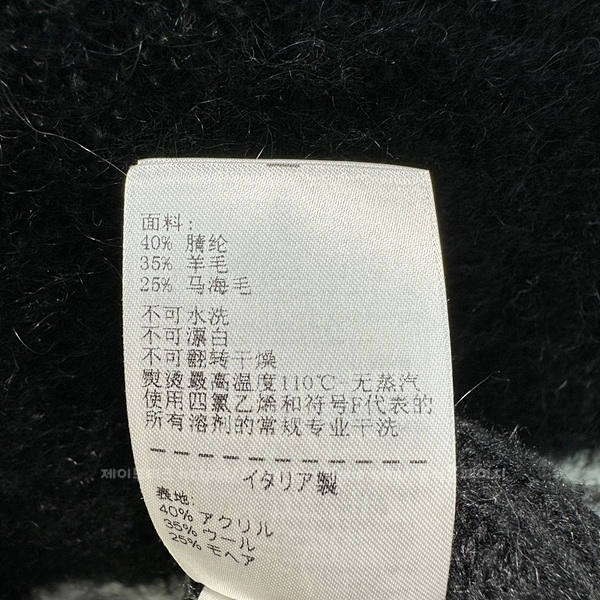 面料:
40% 腈纶
35% 羊毛
25% 马海毛
不可水洗
不可漂白
不可翻转干燥
熨烫最高温度110℃-无蒸汽
使用四氯乙烯和符号F代表的
所有溶剂的常规专业干洗
イタリア製
表地:
40% アクリル
35% ウール
25% モヘア